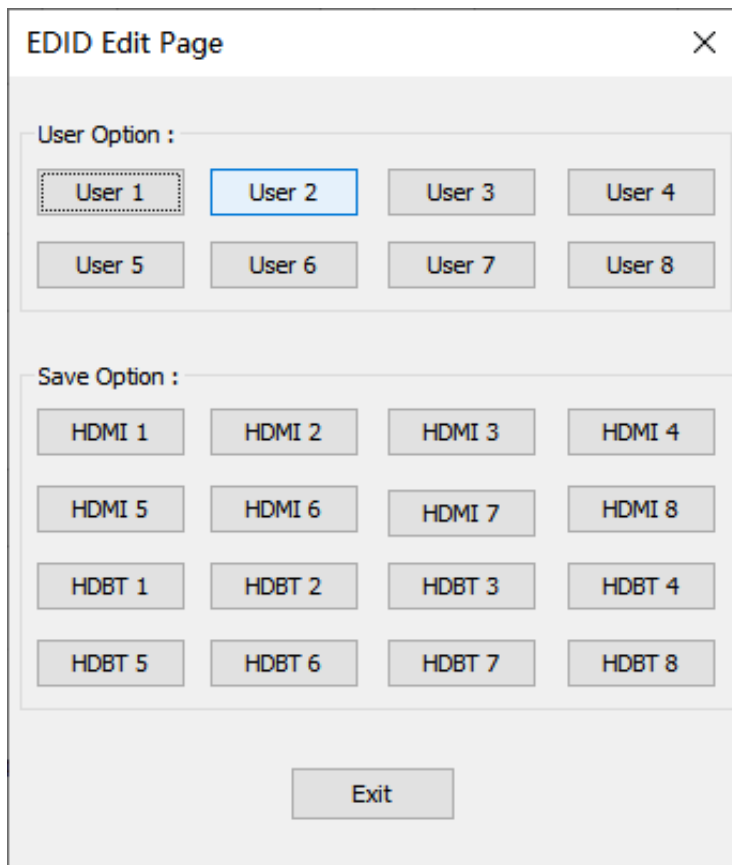 EDID Edit Page
User Option :
User 1 User 2 User 3 User 4
User 5 User 6 User 7 User 8
Save Option :
HDMI 1 HDMI 2 HDMI 3 HDMI 4
HDMI 5 HDMI 6 HDMI 7 HDMI 8
HDBT 1 HDBT 2 HDBT 3 HDBT 4
HDBT 5 HDBT 6 HDBT 7 HDBT 8
Exit